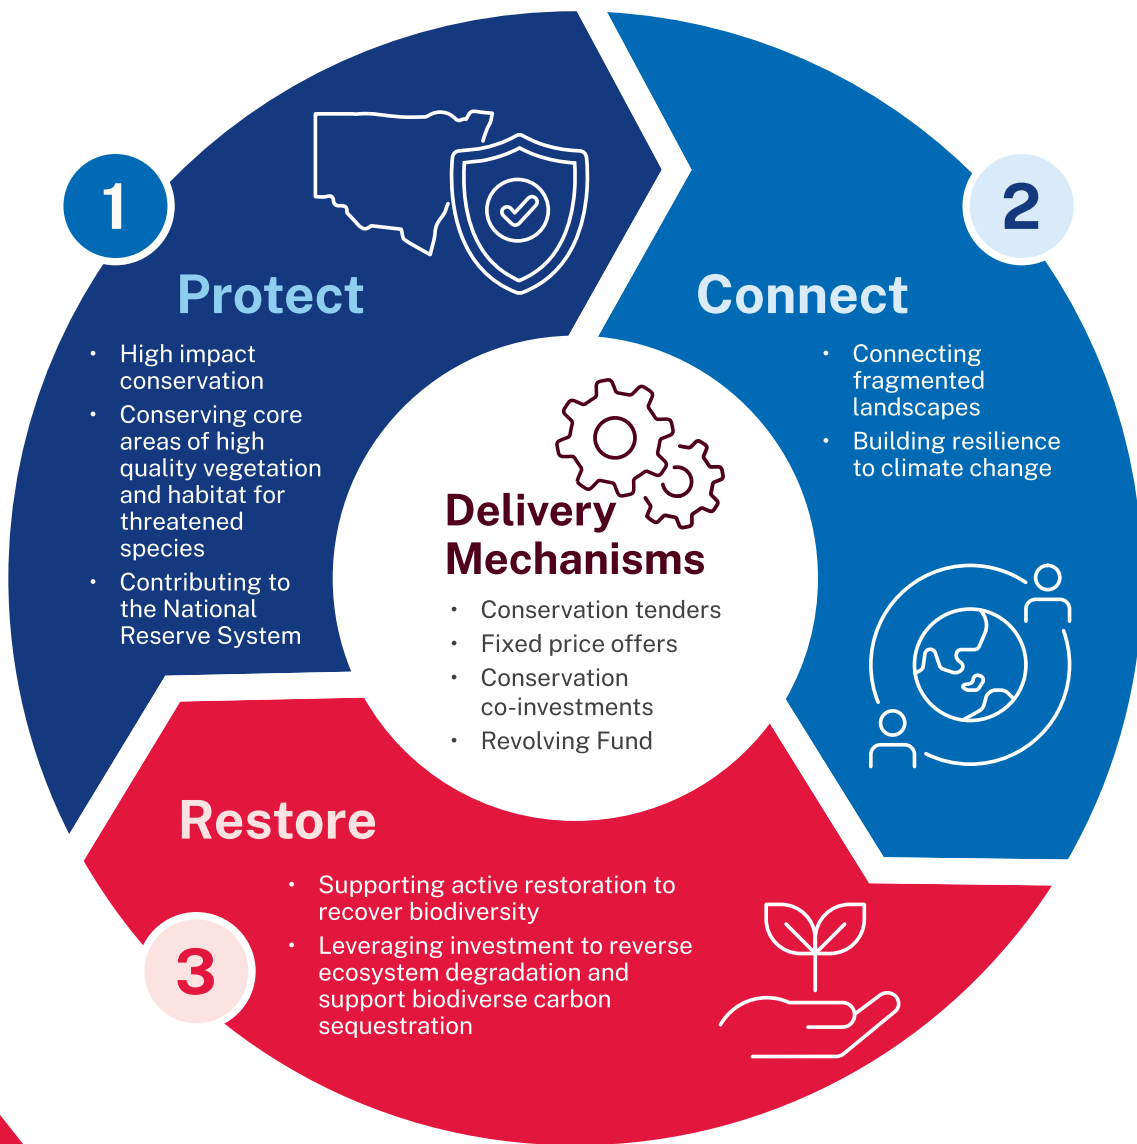 1
Protect
• High impact
conservation
• Conserving core
areas of high
quality vegetation
and habitat for
threatened
species
• Contributing to
the National
Reserve System
2
Connect
• Connecting
fragmented
landscapes
• Building resilience
to climate change
Delivery
Mechanisms
• Conservation tenders
• Fixed price offers
• Conservation
co-investments
• Revolving Fund
3
Restore
• Supporting active restoration to
recover biodiversity
• Leveraging investment to reverse
ecosystem degradation and
support biodiverse carbon
sequestration